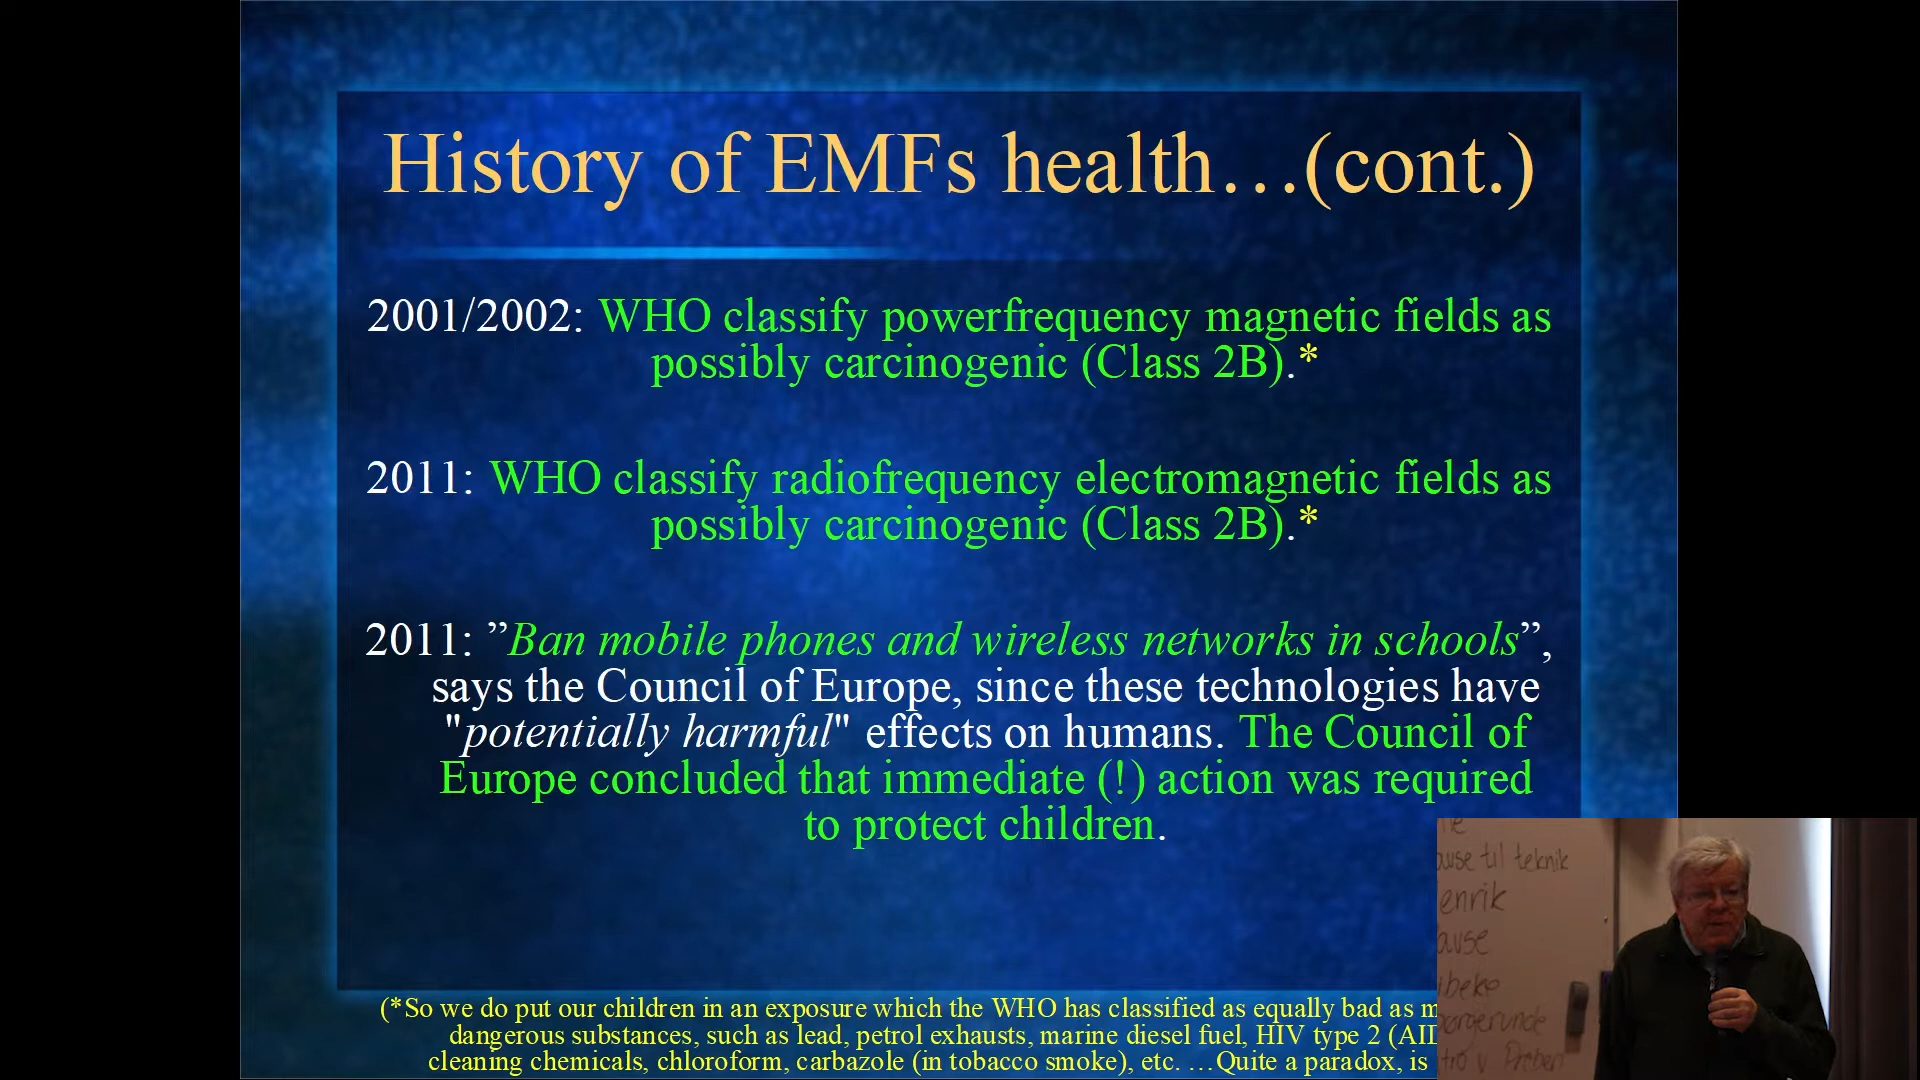 History of EMFs health…(cont.)
2001/2002: WHO classify powerfrequency magnetic fields as
possibly carcinogenic (Class 2B).*
2011: WHO classify radiofrequency electromagnetic fields as
possibly carcinogenic (Class 2B).*
2011: ”Ban mobile phones and wireless networks in schools”,
says the Council of Europe, since these technologies have
"potentially harmful" effects on humans. The Council of
Europe concluded that immediate (!) action was required
to protect children.
(*So we do put our children in an exposure which the WHO has classified as equally bad as
dangerous substances, such as lead, petrol exhausts, marine diesel fuel, HIV type 2
cleaning chemicals, chloroform, carbazole (in tobacco smoke), etc. …Quite a paradox, is
til teknik